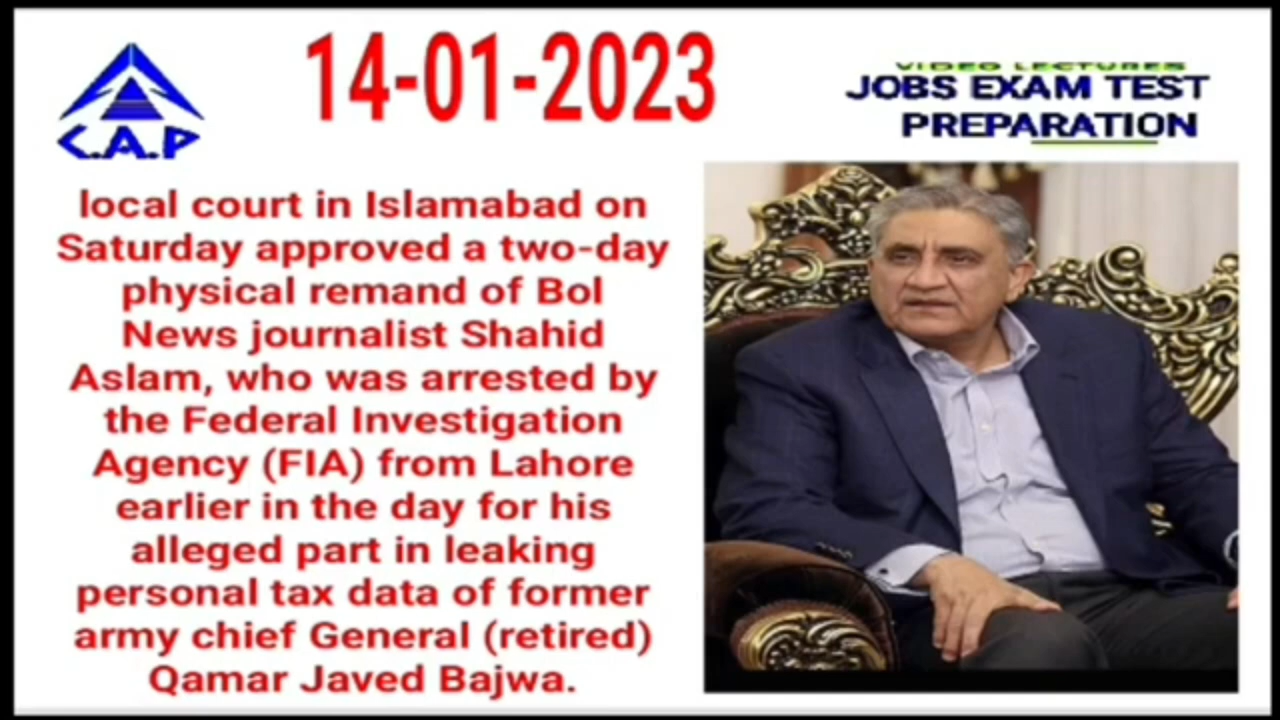 14-01-2023
C.A.P
VIDEO LECTURES
JOBS EXAM TEST
PREPARATION
local court in Islamabad on
Saturday approved a two-day
physical remand of Bol
News journalist Shahid
Aslam, who was arrested by
the Federal Investigation
Agency (FIA) from Lahore
earlier in the day for his
alleged part in leaking
personal tax data of former
army chief General (retired)
Qamar Javed Bajwa.